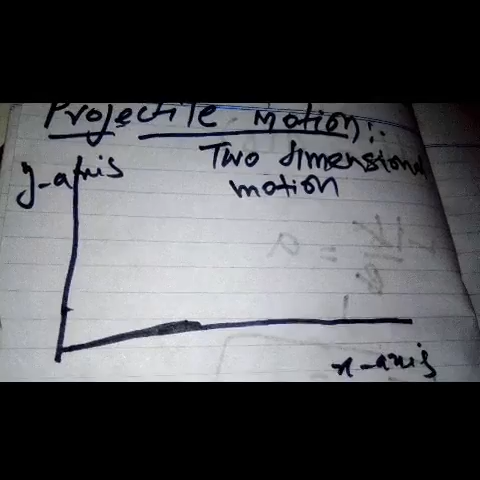 Projectile motion:.
Two dimensional
motion
y-axis
x-axis